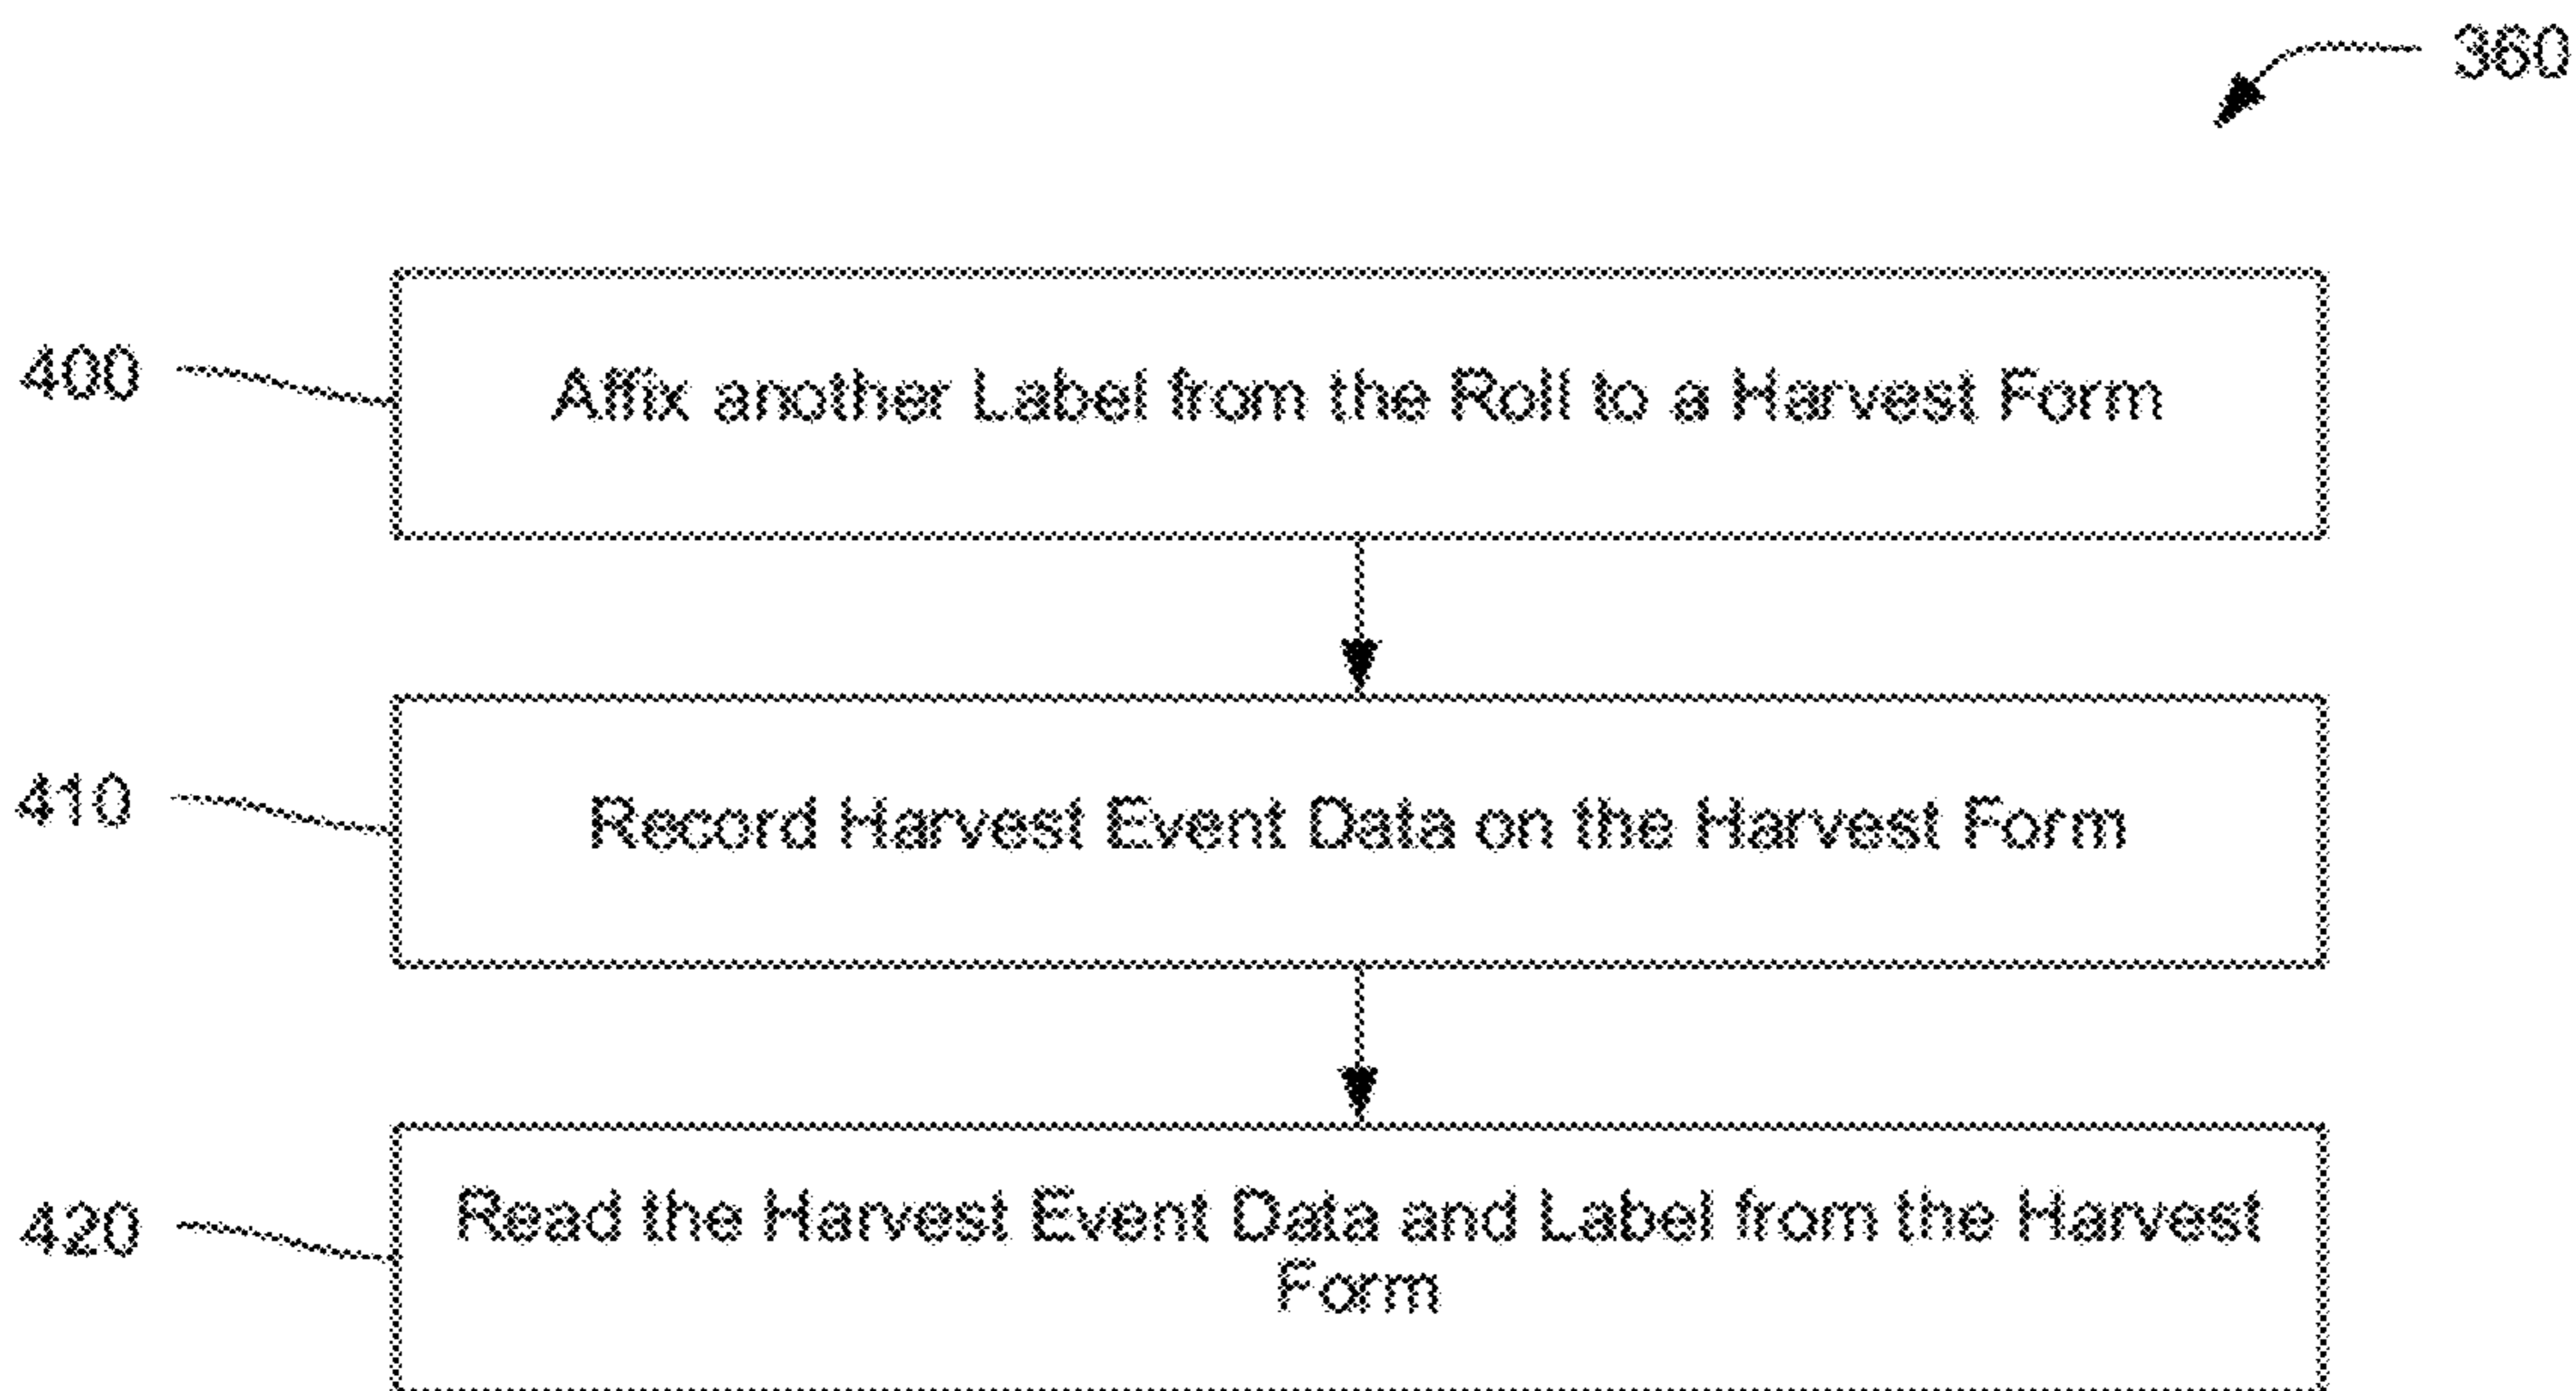 360
400
Affix another Label from the Roll to a Harvest Form
410
Record Harvest Event Data on the Harvest Form
420
Read the Harvest Event Data and Label from the Harvest
Form